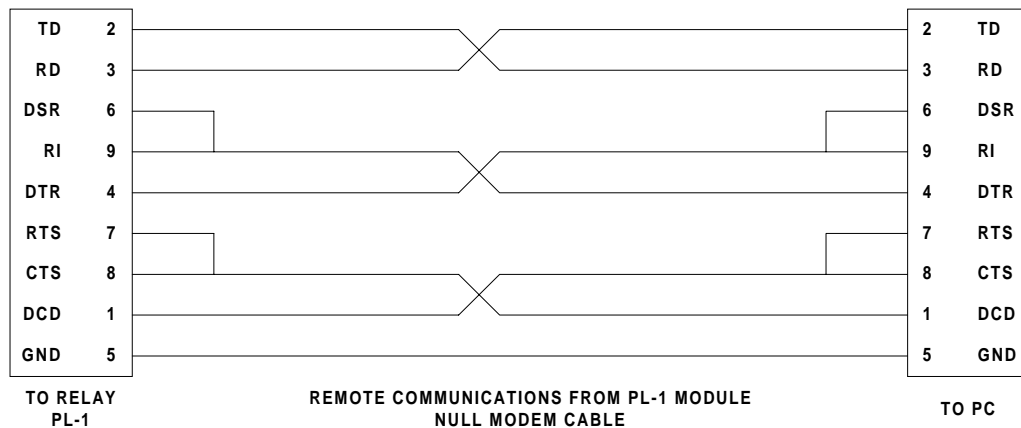 TD 2 2 TD
RD 3 3 RD
DSR 6 6 DSR
RI 9 9 RI
DTR 4 4 DTR
RTS 7 7 RTS
CTS 8 8 CTS
DCD 1 1 DCD
GND 5 5 GND
TO RELAY
PL-1
REMOTE COMMUNICATIONS FROM PL-1 MODULE
NULL MODEM CABLE
TO PC